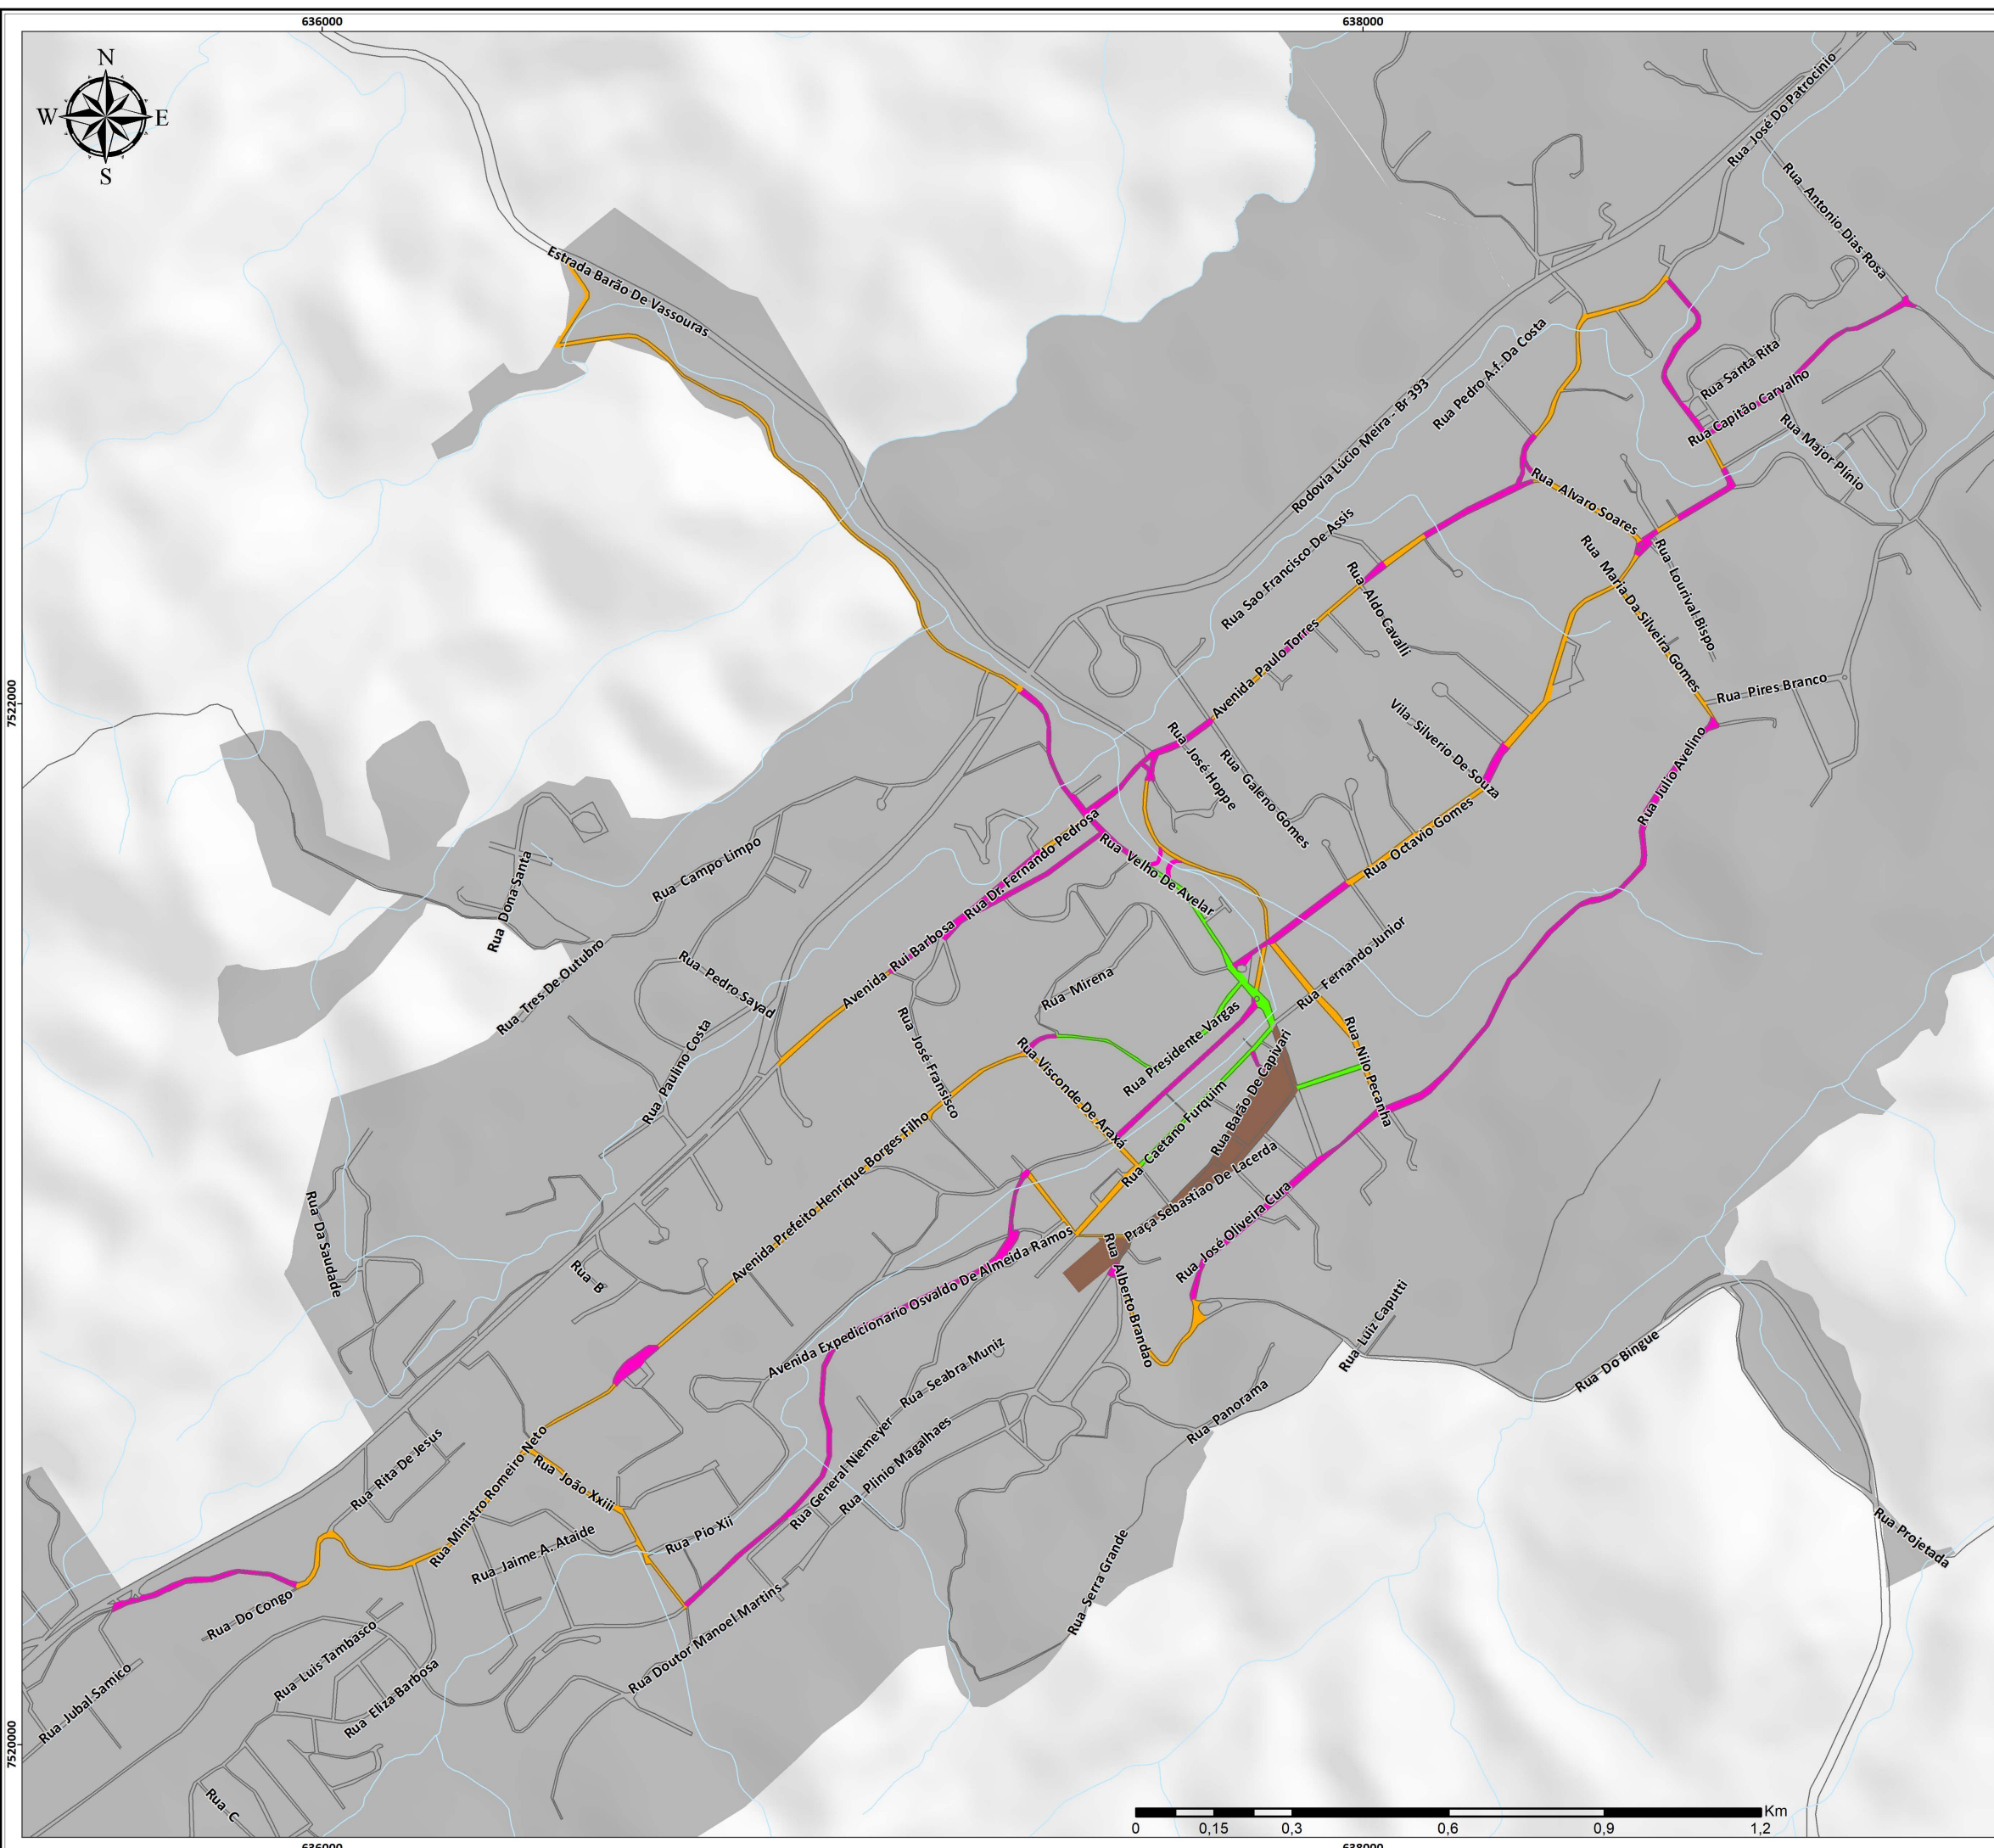 636000
638000
N
W
E
S
Rua José Do Patrocinio
Rua Antonio Dias Rosa
Estrada Barão De Vassouras
Rua Pedro A.f. Da Costa
Rua Santa Rita
Rua Capitão Carvalho
Rodovia Lúcio Meira - Br 393
Rua Major Plínio
Rua Alvaro Soares
Rua Sao Francisco De Assis
Rua Lourival Bispo
Rua Maria Da Silveira Gomes
Rua Aldo Cavalli
7522000
Avenida Paulo Torres
Rua Pires Branco
Vila Silverio De Souza
Rua José Hoppe
Rua Galeno Gomes
Rua Julio Avelino
Rua Octavio Gomes
Rua Dr. Fernando Pedrosa
Rua Velho De Avelar
Rua Campo Limpo
Rua Dona Santa
Avenida Rui Barbosa
Rua Fernando Junior
Rua Tres De Outubro
Rua Pedro Sayad
Rua Mirena
Rua Presidente Vargas
Rua Nilo Peçanha
Rua Paulino Costa
Rua José Fransisco
Rua Visconde De Araxá
Rua Barão De Capivari
Rua Caetano Furquim
Avenida Prefeito Henrique Borges Filho
Praça Sebastiao De Lacerda
Rua Da Saudade
Rua José Oliveira Cura
Rua B
Avenida Expedicionario Osvaldo De Almeida Ramos
Rua Alberto Brandao
Rua Luiz Caputti
Rua Do Bingue
Rua Seabra Muniz
Rua Panorama
Rua General Niemeyer
Rua Plinio Magalhaes
Rua Rita De Jesus
Rua Ministro Romeiro Neto
Rua João Xxiii
Rua Pio Xii
Rua Jaime A. Ataide
Rua Projetada
Rua Serra Grande
Rua Do Congo
Rua Doutor Manoel Martins
Rua Luis Tambasco
Rua Eliza Barbosa
Rua Jubal Samico
7520000
Rua C
Km
0 0,15 0,3 0,6 0,9 1,2
636000
638000